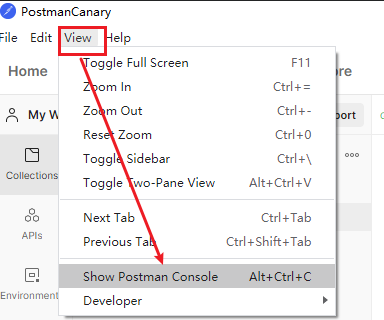 PostmanCanary
File Edit View Help
Home
My W
Collections
APIs
Environment
Toggle Full Screen F11
Zoom In Ctrl+=
Zoom Out Ctrl+-
Reset Zoom Ctrl+0
Toggle Sidebar Ctrl+\
Toggle Two-Pane View Alt+Ctrl+V
Next Tab Ctrl+Tab
Previous Tab Ctrl+Shift+Tab
Show Postman Console Alt+Ctrl+C
Developer
ore
port